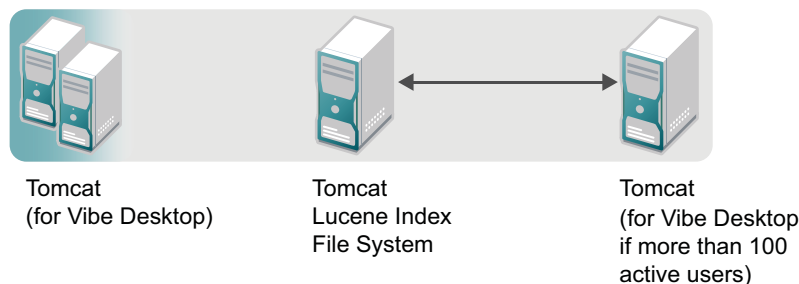 Tomcat
(for Vibe Desktop)
Tomcat
Lucene Index
File System
Tomcat
(for Vibe Desktop
if more than 100
active users)